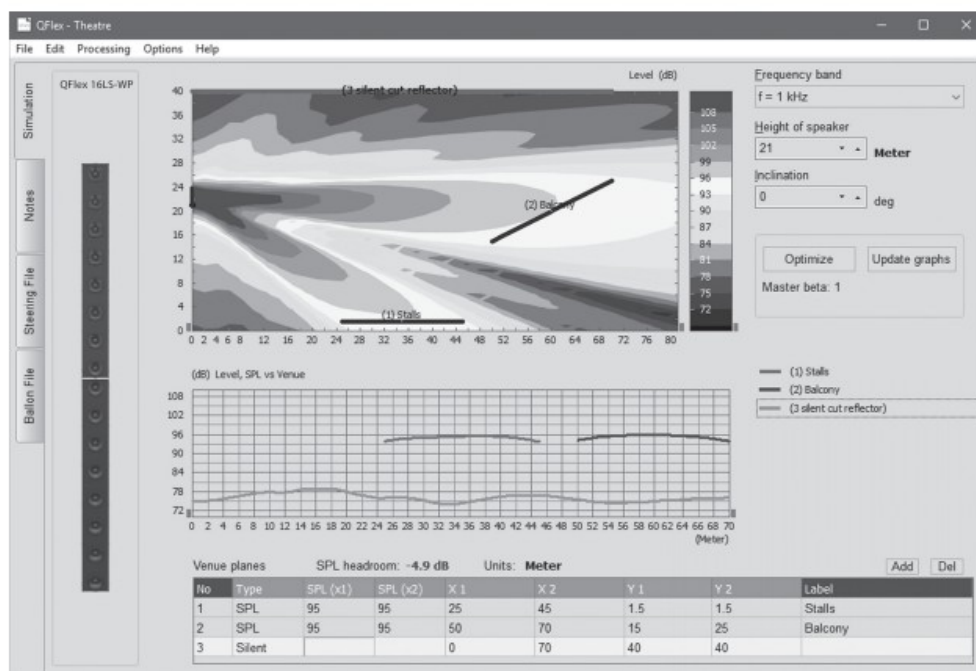 QFlex - Theatre
File Edit Processing Options Help
Simulation
Notes
Steering File
Ballon File
QFlex 16LS-WP
Level (dB)
(3 silent cut reflector)
40
36
32
28
24
20
16
12
8
4
0
(2) Balcony
(1) Stalls
0 2 4 6 8 12 16 20 24 28 32 36 40 44 48 52 56 60 64 68 72 76 80
108
105
102
99
96
93
90
87
84
81
78
75
72
Frequency band
f = 1 kHz
Height of speaker
21 Meter
Inclination
0 deg
Optimize Update graphs
Master beta: 1
(dB) Level, SPL vs Venue
108
102
96
90
84
78
72
0 2 4 6 8 10 12 14 16 18 20 22 24 26 28 30 32 34 36 38 40 42 44 46 48 50 52 54 56 58 60 62 64 66 68 70
(Meter)
(1) Stalls
(2) Balcony
(3 silent cut reflector)
Venue planes SPL headroom: -4.9 dB Units: Meter Add Del
No Type SPL (x1) SPL (x2) X 1 X 2 Y 1 Y 2 Label
1 SPL 95 95 25 45 1.5 1.5 Stalls
2 SPL 95 95 50 70 15 25 Balcony
3 Silent 0 70 40 40